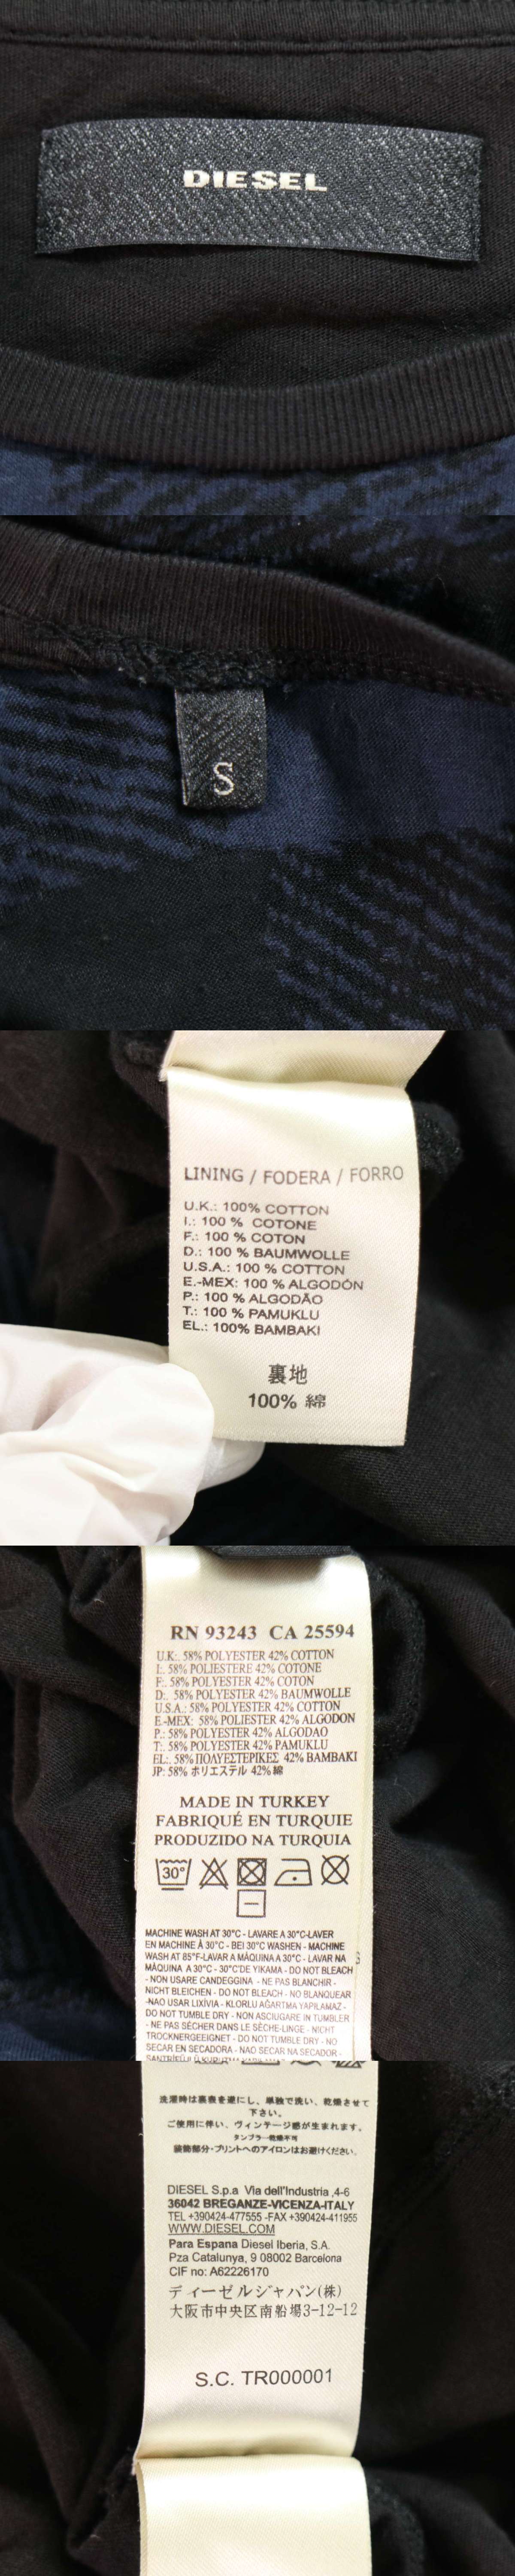 DIESEL
S
LINING / FODERA / FORRO
U.K.: 100% COTTON
I.: 100 % COTONE
F.: 100 % COTON
D.: 100 % BAUMWOLLE
U.S.A.: 100 % COTTON
E.-MEX: 100 % ALGODÓN
P.: 100 % ALGODÃO
T.: 100 % PAMUKLU
EL.: 100% BAMBAKI
裏地
100% 綿
RN 93243 CA 25594
U.K:. 58% POLYESTER 42% COTTON
I:. 58% POLIESTERE 42% COTONE
F:. 58% POLYESTER 42% COTON
D:. 58% POLYESTER 42% BAUMWOLLE
U.S.A.: 58% POLYESTER 42% COTTON
E.-MEX: 58% POLIESTER 42% ALGODON
P.: 58% POLYESTER 42% ALGODAO
T.: 58% POLYESTER 42% PAMUKLU
EL: 58% ΠΟΛΥΕΣΤΕΡΙΚΕΣ 42% BAMBAKI
JP: 58% ポリエステル 42% 綿
MADE IN TURKEY
FABRIQUÉ EN TURQUIE
PRODUZIDO NA TURQUIA
30°
MACHINE WASH AT 30°C - LAVARE A 30°C-LAVER
EN MACHINE À 30°C - BEI 30°C WASHEN - MACHINE
WASH AT 85°F-LAVAR A MÁQUINA A 30°C - LAVAR NA
MÁQUINA A 30°C - 30°C'DE YIKAMA - DO NOT BLEACH
- NON USARE CANDEGGINA - NE PAS BLANCHIR -
NICHT BLEICHEN - DO NOT BLEACH - NO BLANQUEAR
-NAO USAR LIXÍVIA - KLORLU AĞARTMA YAPILAMAZ -
DO NOT TUMBLE DRY - NON ASCIUGARE IN TUMBLER
- NE PAS SÉCHER DANS LE SÈCHE-LINGE - NICHT
TROCKNERGEEIGNET - DO NOT TUMBLE DRY - NO
SECAR EN SECADORA - NAO SECAR NA SECADOR -
洗濯時は裏表を逆にし、単独で洗い、乾燥させて
下さい。
ご使用に伴い、ヴィンテージ感が生まれます。
タンブラー乾燥不可
装飾部分・プリントへのアイロンはお避けください。
DIESEL S.p.a Via dell'Industria ,4-6
36042 BREGANZE-VICENZA-ITALY
TEL +390424-477555 -FAX +390424-411955
WWW.DIESEL.COM
Para Espana Diesel Iberia, S.A.
Pza Catalunya, 9 08002 Barcelona
CIF no: A62226170
ディーゼルジャパン(株)
大阪市中央区南船場3-12-12
S.C. TR000001